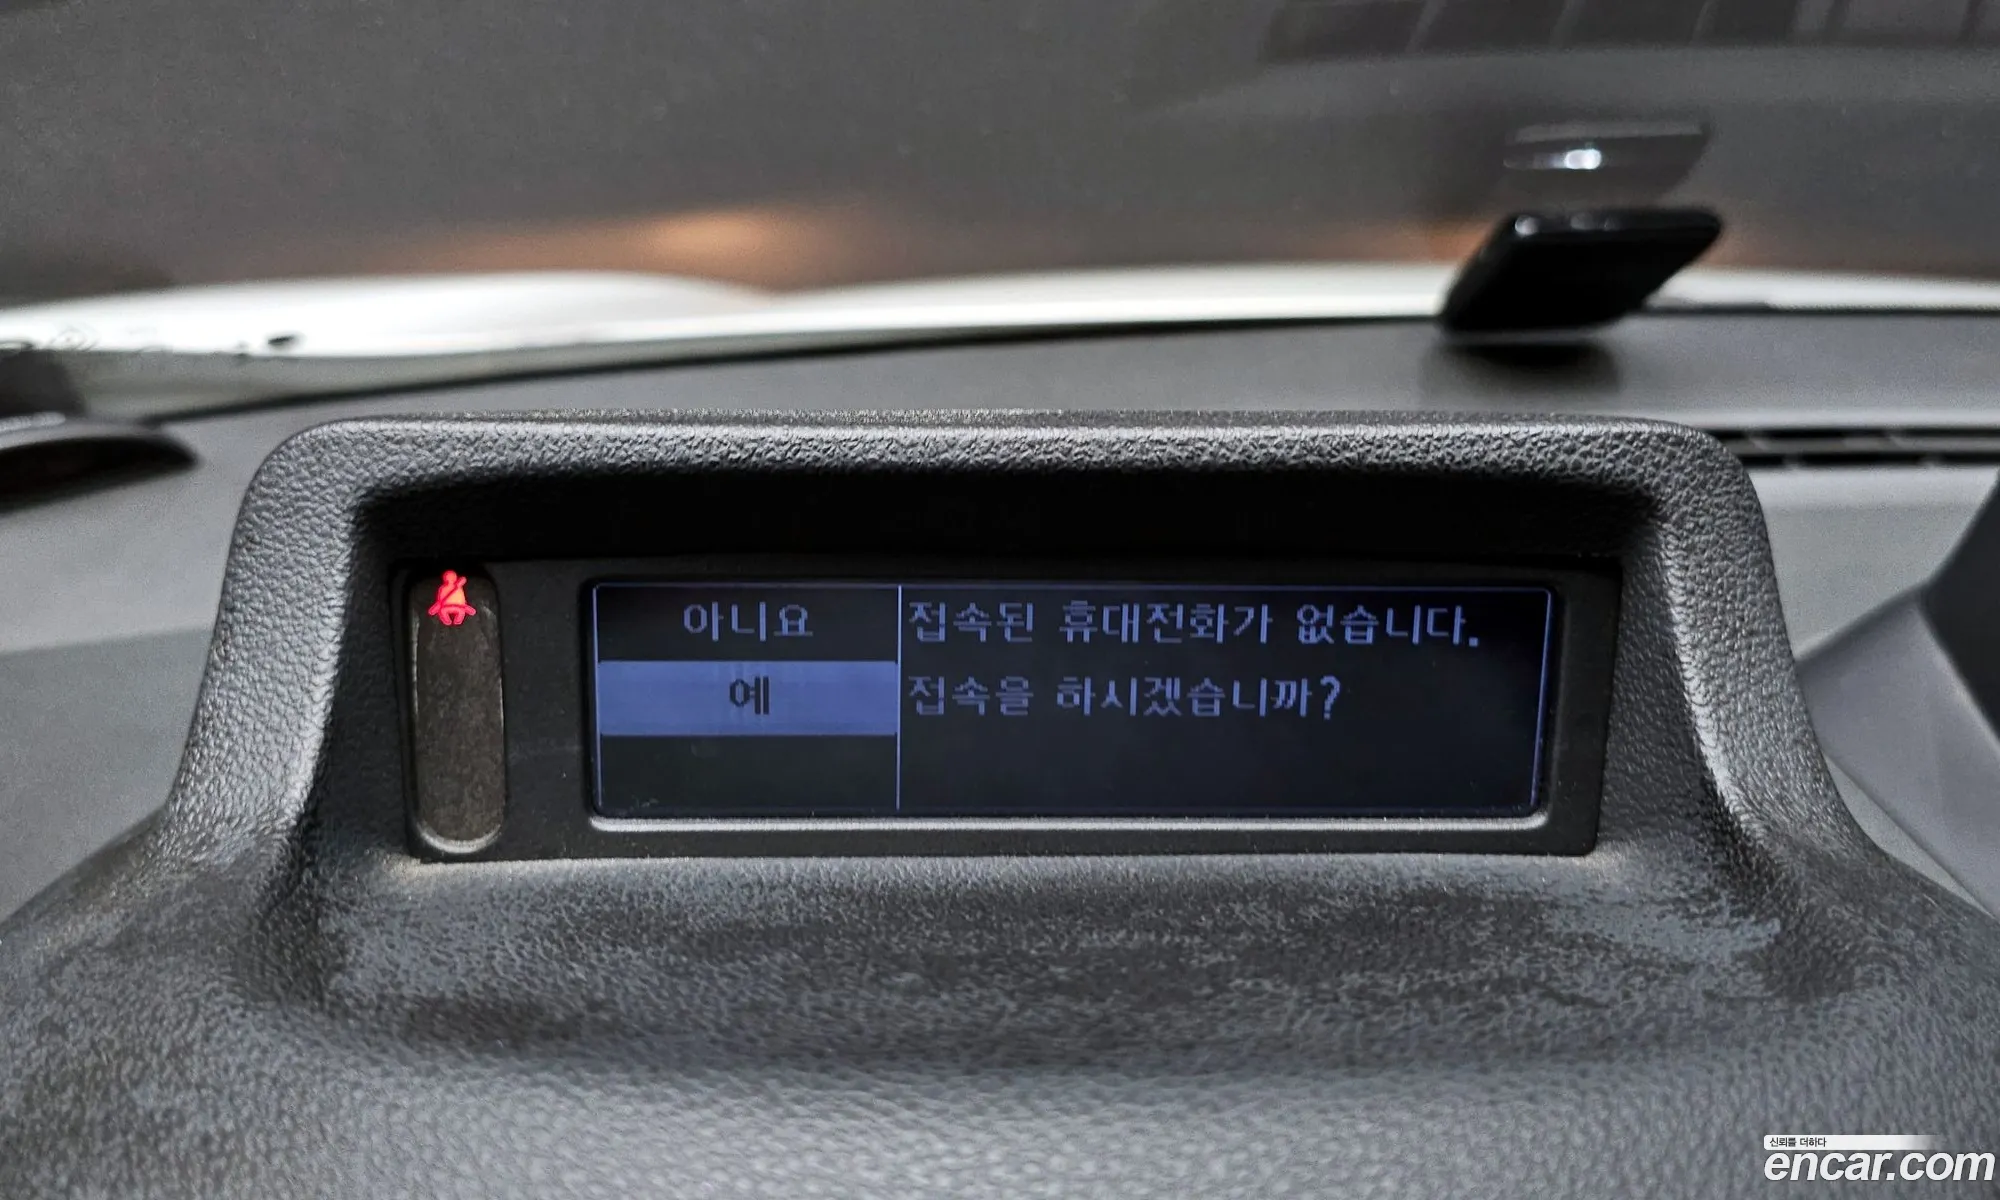 아니요
예
접속된 휴대전화가 없습니다.
접속을 하시겠습니까?
신뢰를 더하다
encar.com